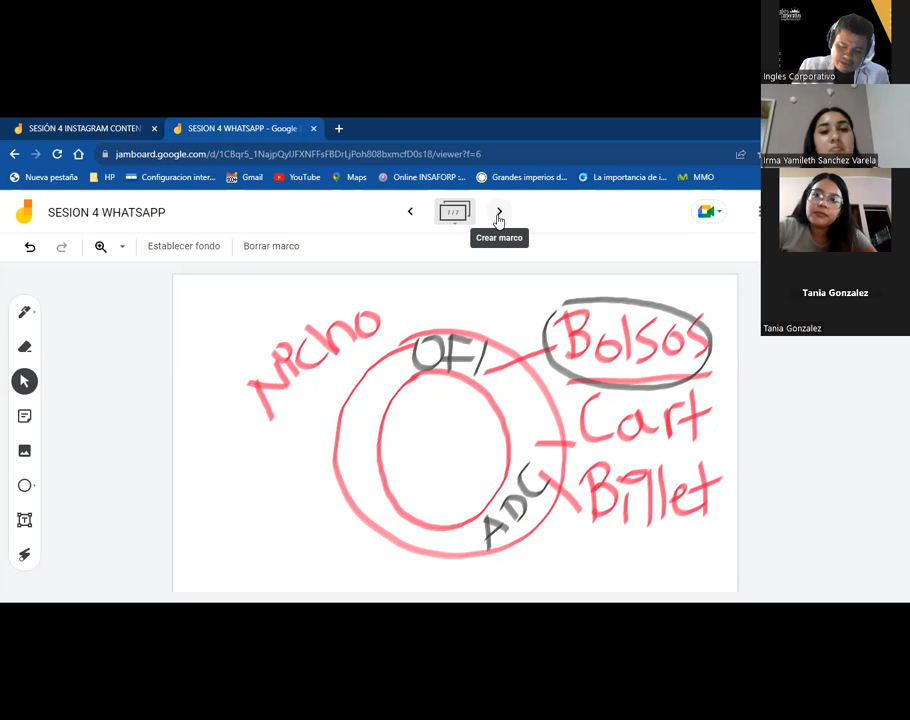 Ingles Corporativo
SESIÓN 4 INSTAGRAM CONTEN
SESION 4 WHATSAPP - Google
Irma Yamileth Sanchez Varela
jamboard.google.com/d/1CBqr5_1NajpQyUFXNFFsFBDrLjPoh808bxmcfD0s18/viewer?f=6
Nueva pestaña
HP
Configuracion inter...
Gmail
YouTube
Maps
Online INSAFORP :...
Grandes imperios d...
La importancia de i...
MMO
SESION 4 WHATSAPP
Crear marco
Establecer fondo
Borrar marco
Tania Gonzalez
Tania Gonzalez
Nicho
OFI
Bolsos
Cart
Billet
ADC